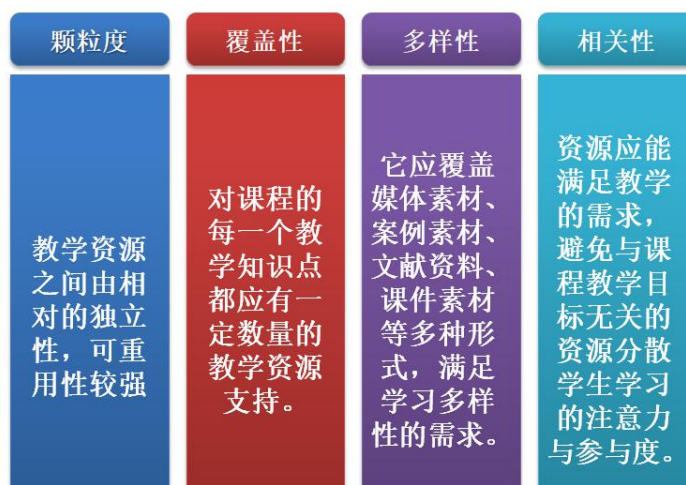 颗粒度
覆盖性
多样性
相关性
教学资源
之间由相
对的独立
性，可重
用性较强
对课程的
每一个教
学知识点
都应有一
定数量的
教学资源
支持。
它应覆盖
媒体素材、
案例素材、
文献资料、
课件素材
等多种形
式，满足
学习多样
性的需求。
资源应能
满足教学
的需求，
避免与课
程教学目
标无关的
资源分散
学生学习
的注意力
与参与度。